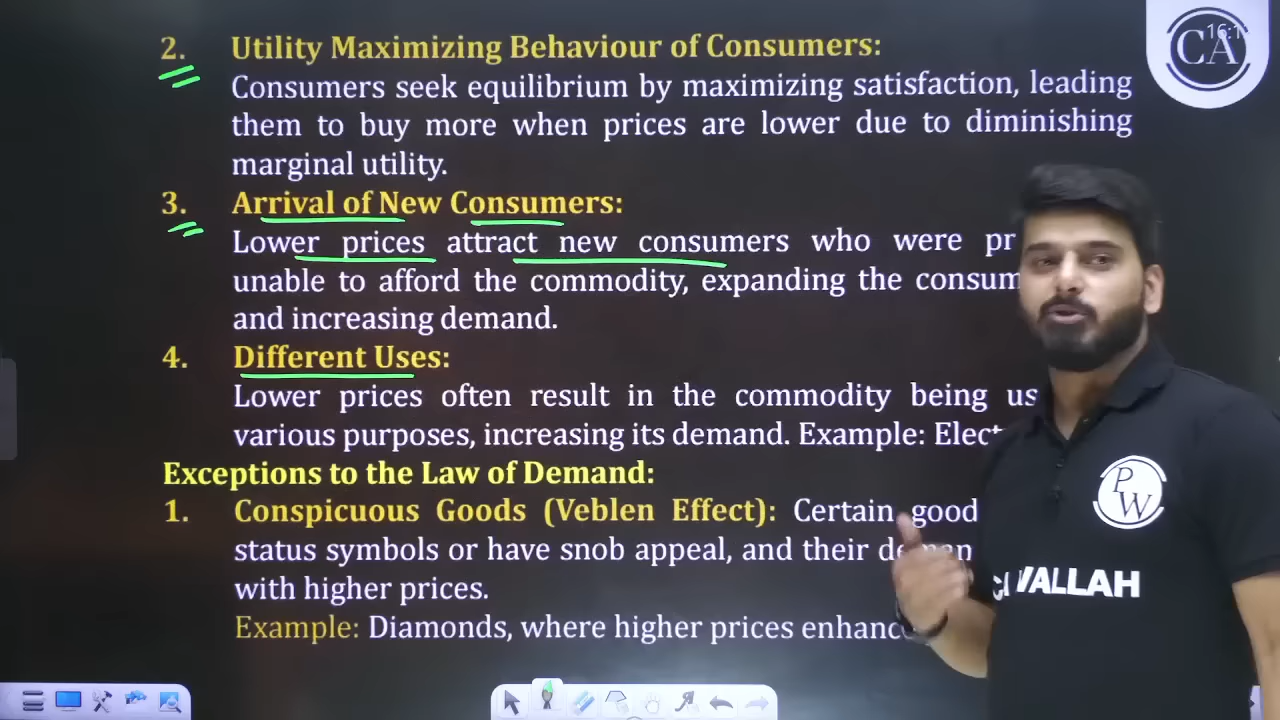 2. Utility Maximizing Behaviour of Consumers:
Consumers seek equilibrium by maximizing satisfaction, leading
them to buy more when prices are lower due to diminishing
marginal utility.
3. Arrival of New Consumers:
Lower prices attract new consumers who were pr
unable to afford the commodity, expanding the consum
and increasing demand.
4. Different Uses:
Lower prices often result in the commodity being us
various purposes, increasing its demand. Example: Elect
Exceptions to the Law of Demand:
1. Conspicuous Goods (Veblen Effect): Certain good
status symbols or have snob appeal, and their
with higher prices.
Example: Diamonds, where higher prices enhanc
CA
PW
WALLAH